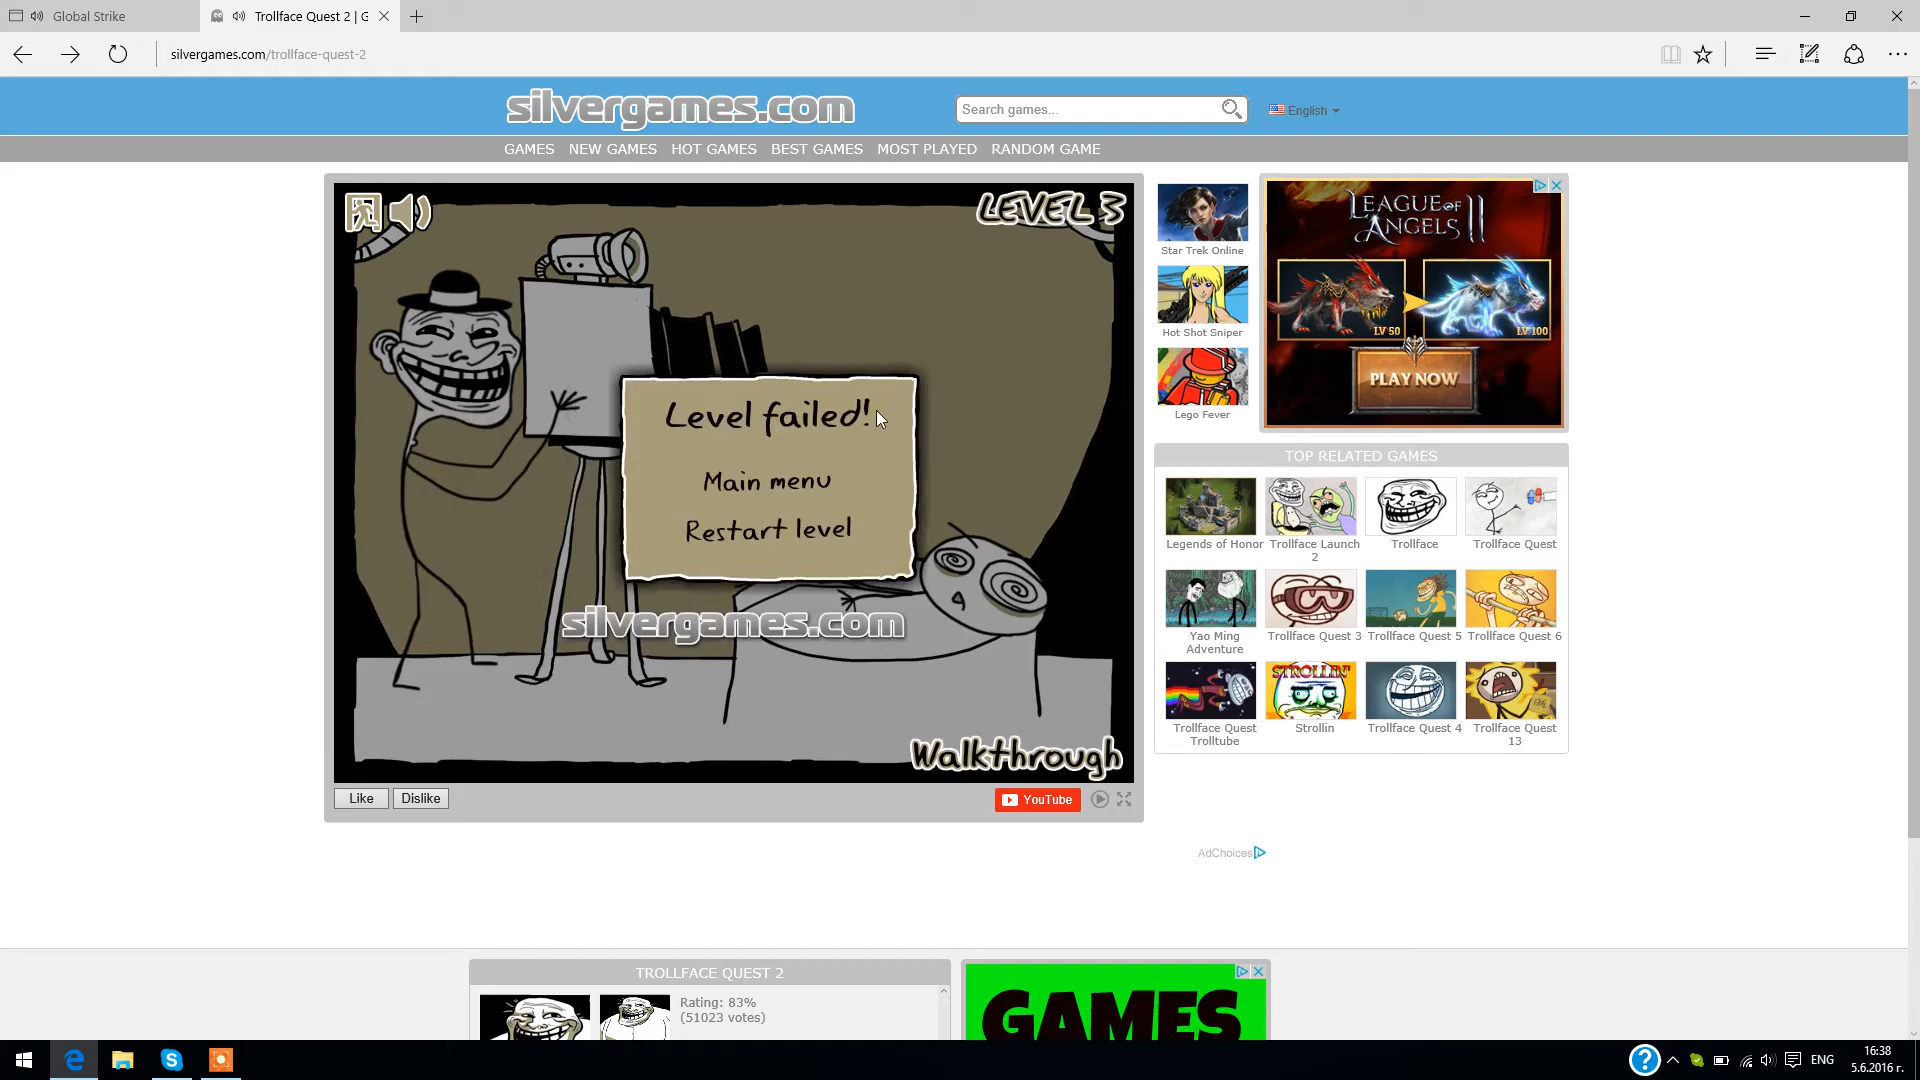 Global Strike
Trollface Quest 2 | G
silvergames.com/trollface-quest-2
silvergames.com
Search games...
English
GAMES NEW GAMES HOT GAMES BEST GAMES MOST PLAYED RANDOM GAME
LEVEL 3
Level failed!
Main menu
Restart level
silvergames.com
Walkthrough
Like Dislike
YouTube
Star Trek Online
Hot Shot Sniper
Lego Fever
LEAGUE OF
ANGELS II
LV 50 LV 100
PLAY NOW
TOP RELATED GAMES
Legends of Honor
Trollface Launch
2
Trollface
Trollface Quest
Yao Ming
Adventure
Trollface Quest 3
Trollface Quest 5
Trollface Quest 6
STROLLIN'
Trollface Quest
Trolltube
Strollin
Trollface Quest 4
Trollface Quest
13
AdChoices
TROLLFACE QUEST 2
Rating: 83%
(51023 votes)
GAMES
ENG
16:38
5.6.2016 г.